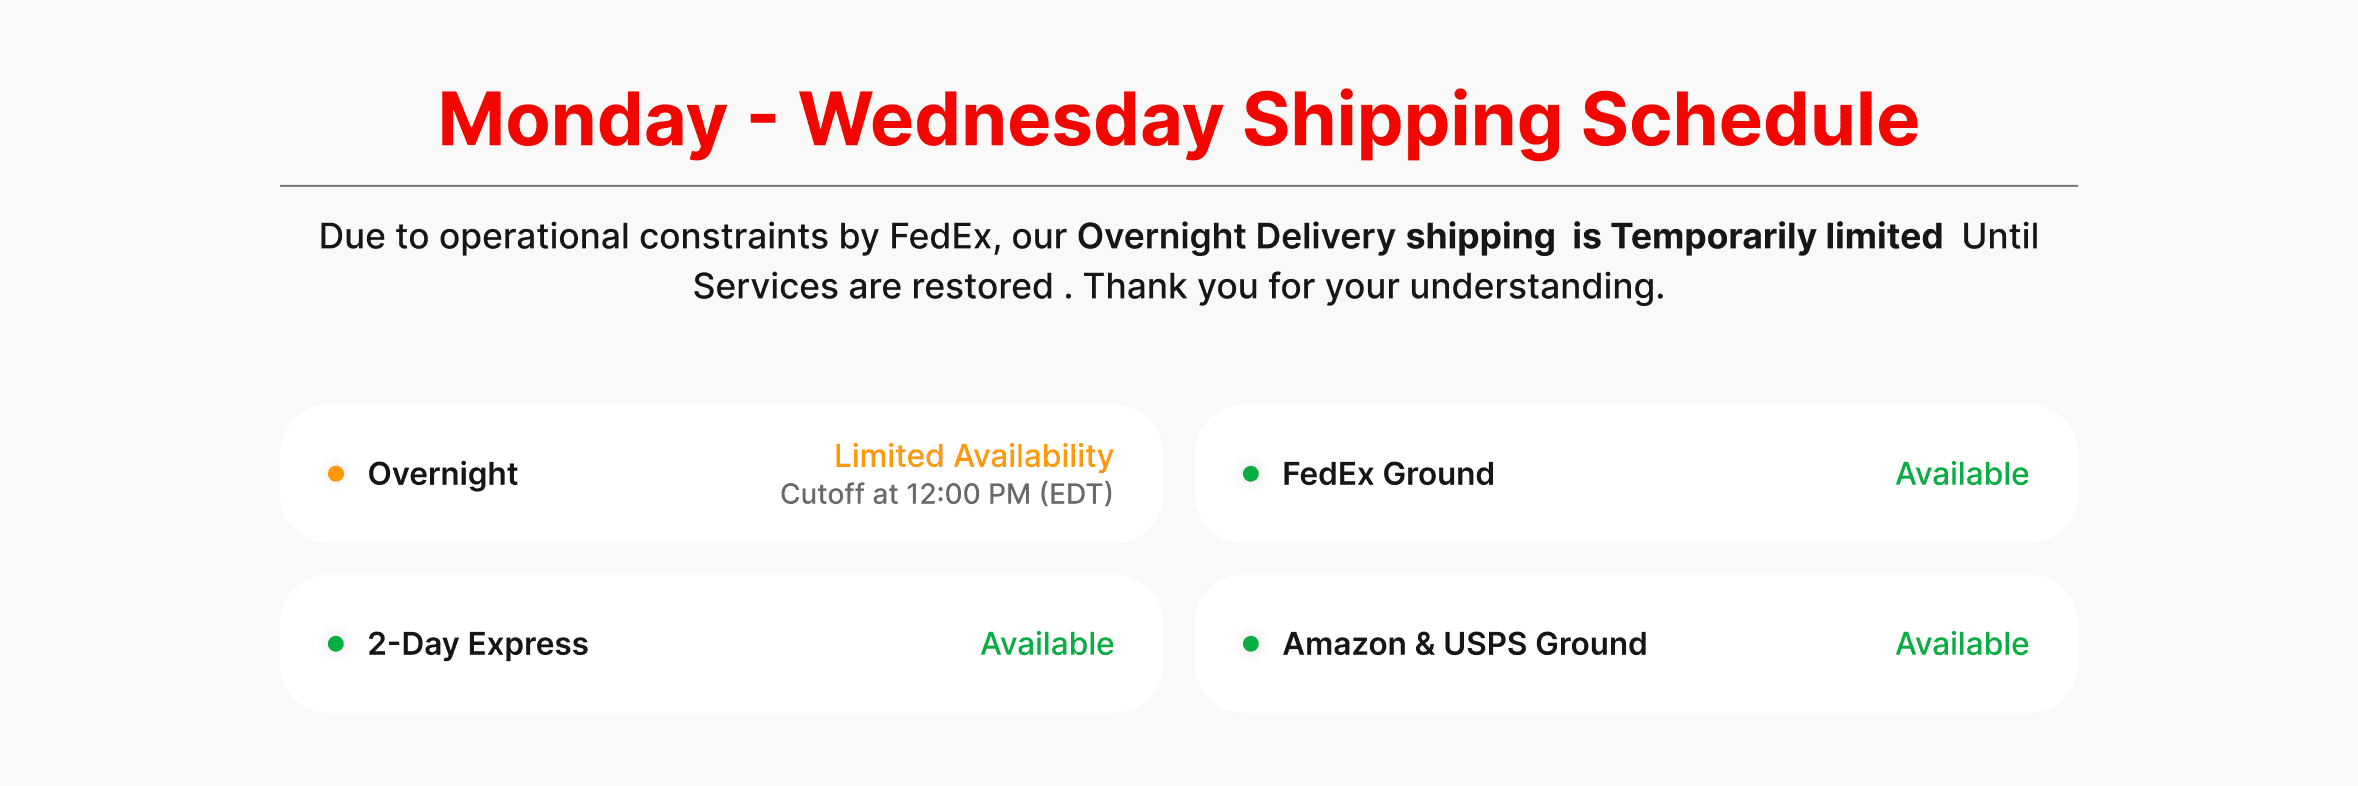 Monday - Wednesday Shipping Schedule
Due to operational constraints by FedEx, our Overnight Delivery shipping is Temporarily limited Until
Services are restored . Thank you for your understanding.
Overnight
Limited Availability
Cutoff at 12:00 PM (EDT)
FedEx Ground
Available
2-Day Express
Available
Amazon & USPS Ground
Available